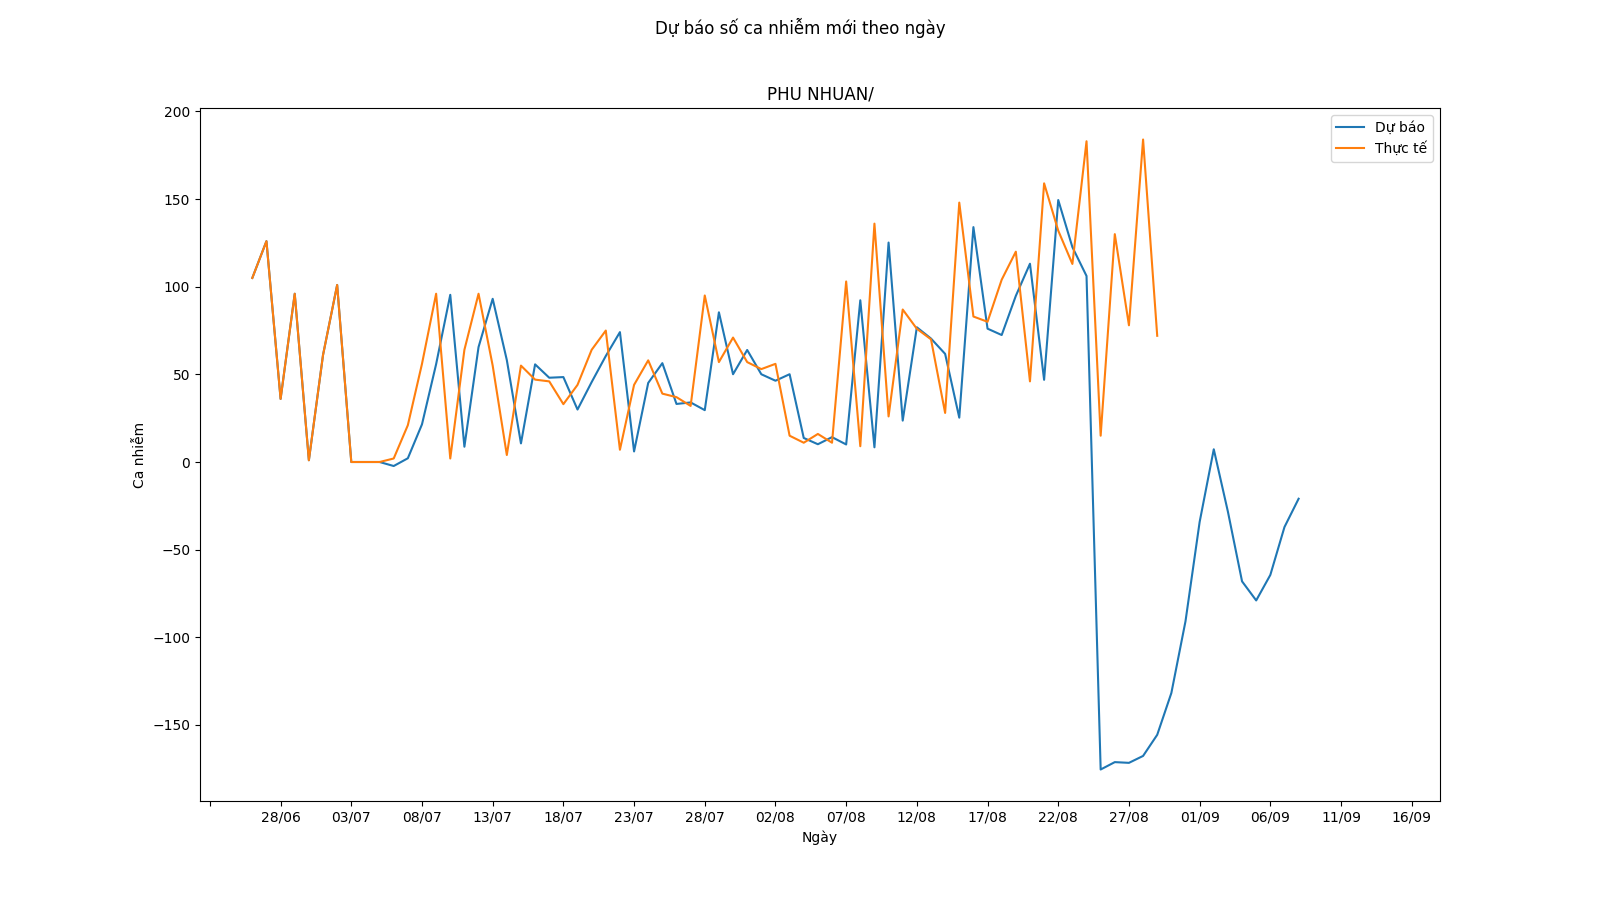 Dự báo số ca nhiễm mới theo ngày
PHU NHUAN/
Dự báo
Thực tế
200
150
100
50
0
−50
−100
−150
Ca nhiễm
28/06 03/07 08/07 13/07 18/07 23/07 28/07 02/08 07/08 12/08 17/08 22/08 27/08 01/09 06/09 11/09 16/09
Ngày